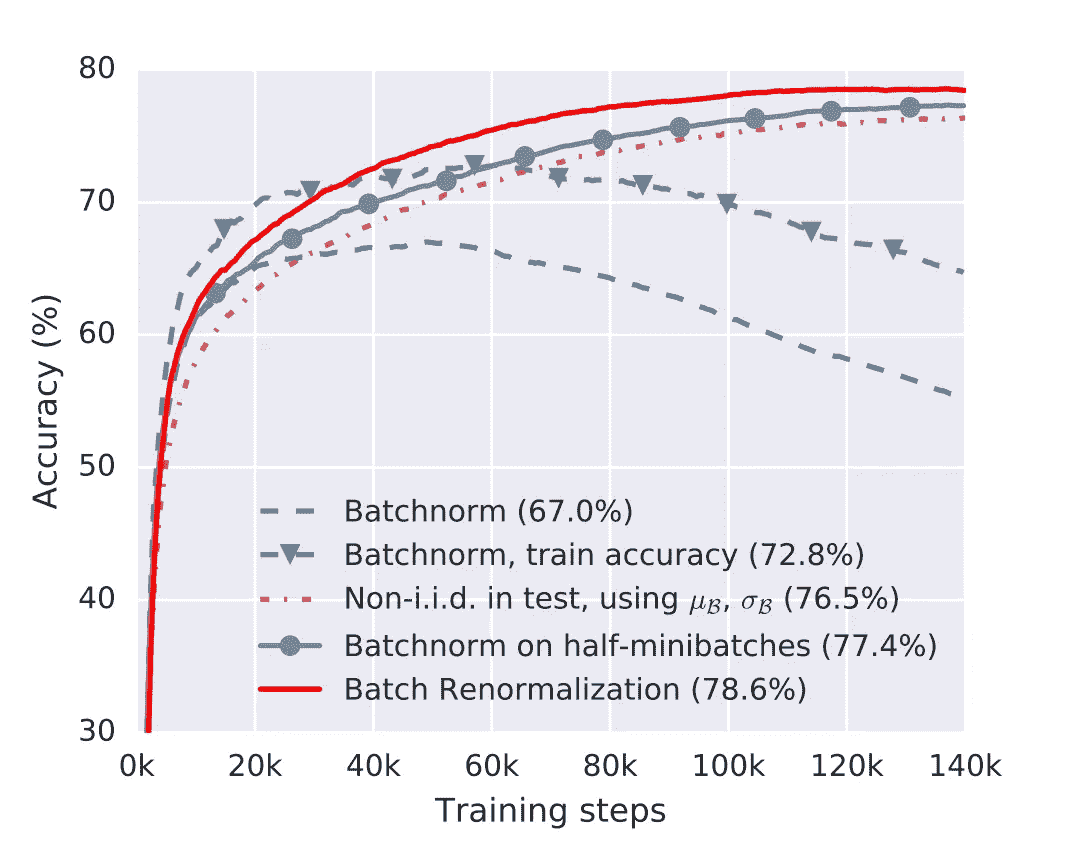 80
70
60
50
40
30
Accuracy (%)
Batchnorm (67.0%)
Batchnorm, train accuracy (72.8%)
Non-i.i.d. in test, using μ_ℬ, σ_ℬ (76.5%)
Batchnorm on half-minibatches (77.4%)
Batch Renormalization (78.6%)
0k 20k 40k 60k 80k 100k 120k 140k
Training steps